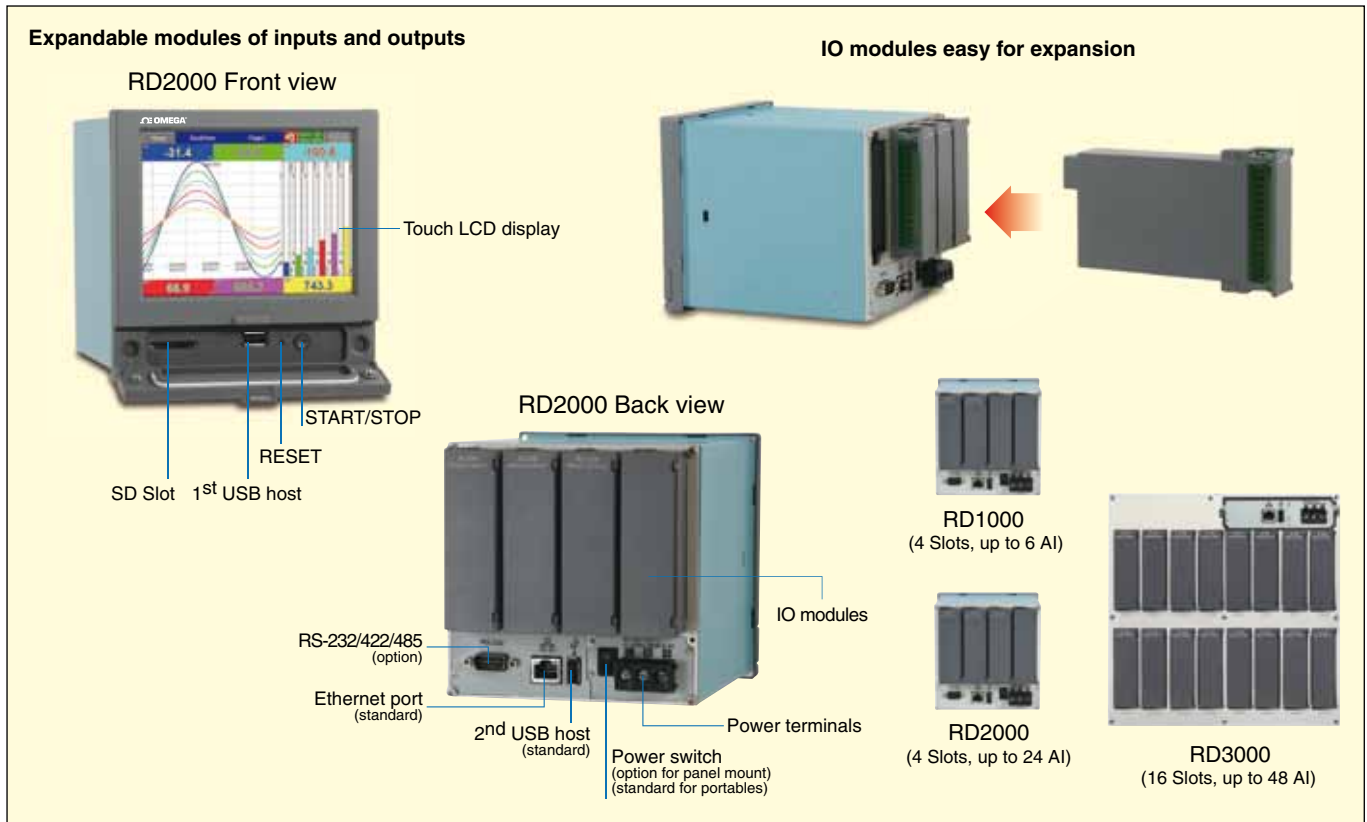 Expandable modules of inputs and outputs
IO modules easy for expansion
RD2000 Front view
OMEGA
-31.4
68.9
743.3
Touch LCD display
START/STOP
RESET
SD Slot
1st USB host
RD2000 Back view
IO modules
RS-232/422/485
(option)
Ethernet port
(standard)
2nd USB host
(standard)
Power switch
(option for panel mount)
(standard for portables)
Power terminals
RD1000
(4 Slots, up to 6 AI)
RD2000
(4 Slots, up to 24 AI)
RD3000
(16 Slots, up to 48 AI)